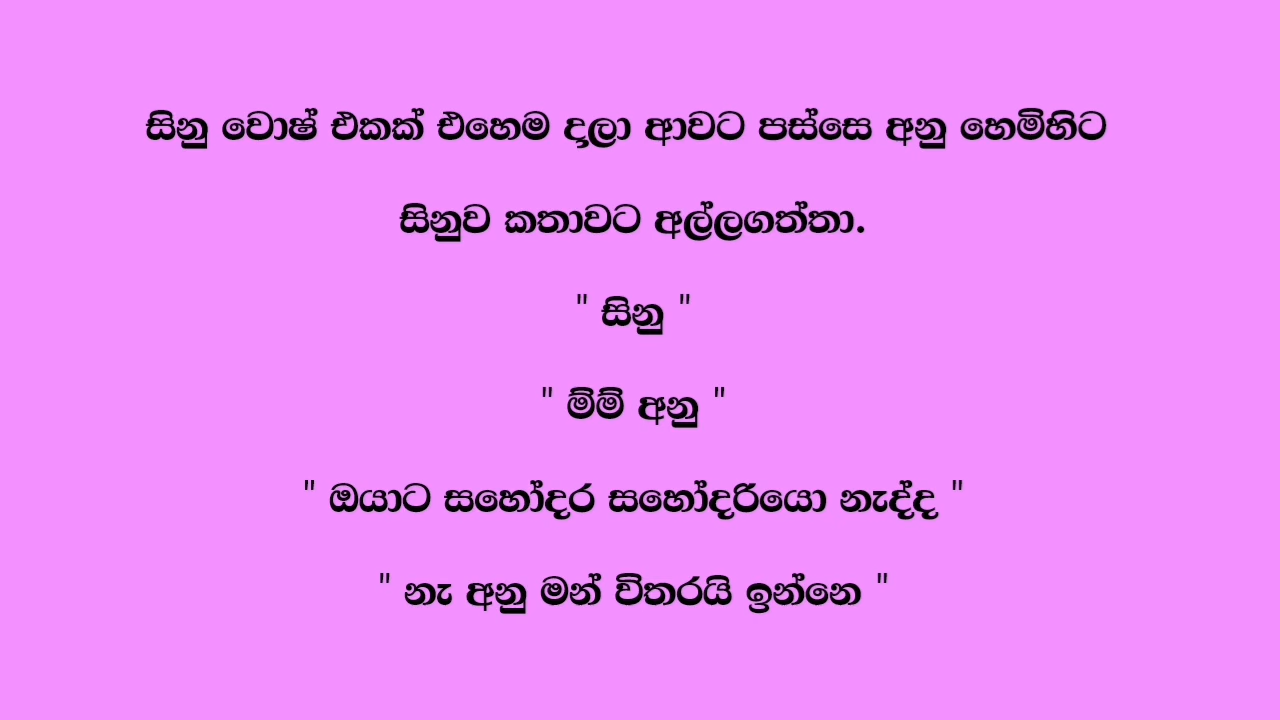 සිනු වොෂ් එකක් එහෙම දාලා ආවට පස්සෙ අනු හෙමිහිට
සිනුව කතාවට අල්ලගත්තා.
" සිනු "
" ම්ම් අනු "
" ඔයාට සහෝදර සහෝදරියො නැද්ද "
" නැ අනු මන් විතරයි ඉන්නෙ "